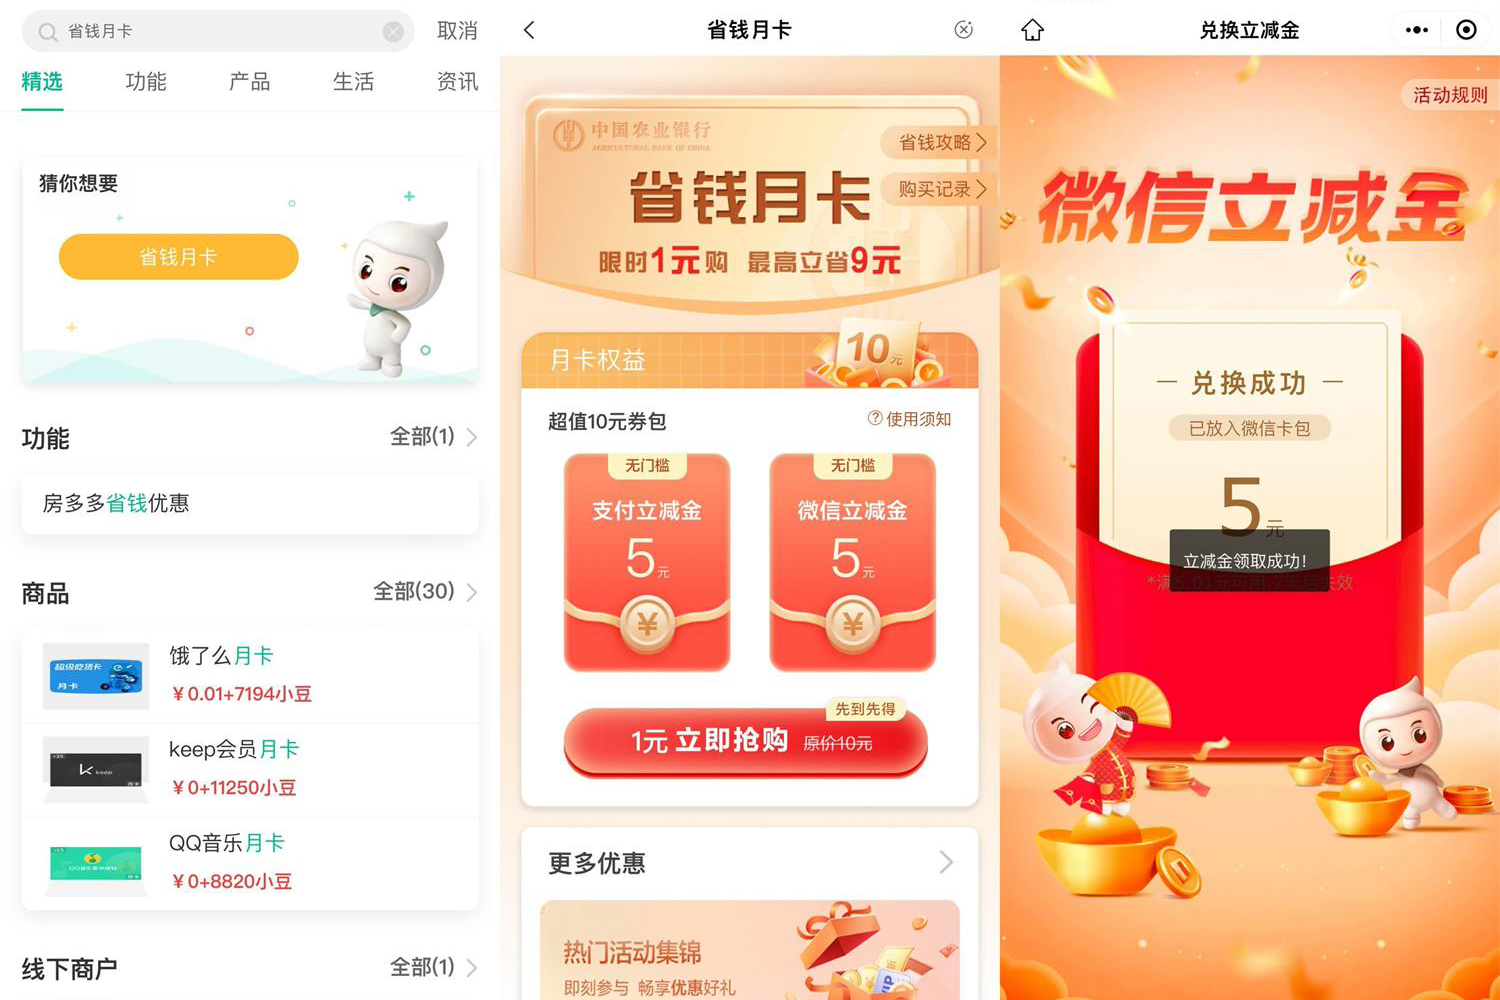 省钱月卡
取消
精选 功能 产品 生活 资讯
猜你想要
省钱月卡
功能
全部(1)
房多多省钱优惠
商品
全部(30)
超级吃货卡
月卡
饿了么月卡
¥0.01+7194小豆
keep
月卡
keep会员月卡
¥0+11250小豆
QQ音乐月卡
¥0+8820小豆
线下商户
全部(1)
省钱月卡
中国农业银行
AGRICULTURAL BANK OF CHINA
省钱攻略
购买记录
省钱月卡
限时1元购 最高立省9元
月卡权益
10元
超值10元券包
?使用须知
无门槛
支付立减金
5元
¥
无门槛
微信立减金
5元
¥
先到先得
1元 立即抢购 原价10元
更多优惠
热门活动集锦
即刻参与 畅享优惠好礼
VIP
兑换立减金
活动规则
微信立减金
兑换成功
已放入微信卡包
5元
立减金领取成功!
*满5.01元可用,7天后失效